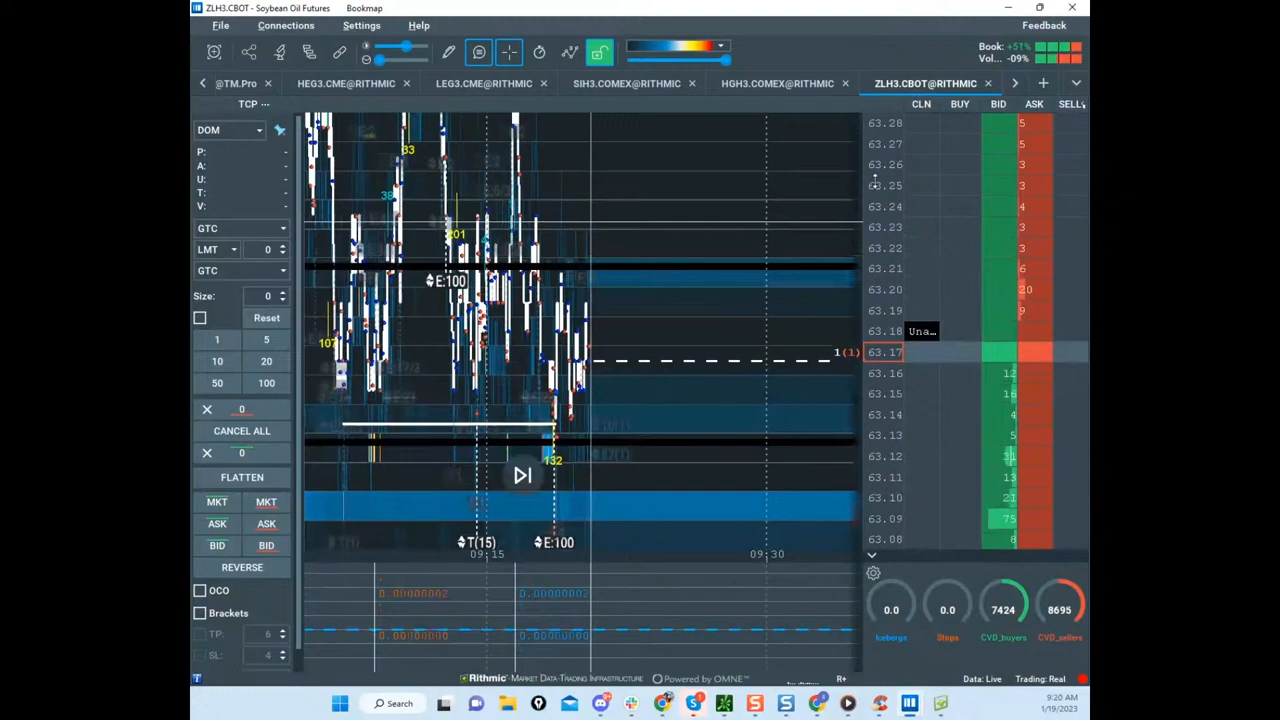 ZLH3.CBOT - Soybean Oil Futures Bookmap
File Connections Settings Help Feedback
Book: +51%
Vol... -09%
@TM.Pro HEG3.CME@RITHMIC LEG3.CME@RITHMIC SIH3.COMEX@RITHMIC HGH3.COMEX@RITHMIC ZLH3.CBOT@RITHMIC
TCP ...
CLN BUY BID ASK SELL
DOM
P: -
A: -
U: -
T: -
V: -
GTC
LMT 0
GTC
Size: 0
Reset
1 5
10 20
50 100
0
CANCEL ALL
0
FLATTEN
MKT MKT
ASK ASK
BID BID
REVERSE
OCO
Brackets
TP: 6
SL: 4
33
38
201
E:100
107
132
T(15) E:100
09:15 09:30
0.00000002 0.00000002
0.00000000 0.00000000
1(1)
63.28 5
63.27 5
63.26 3
63.25 3
63.24 4
63.23 3
63.22 3
63.21 6
63.20 20
63.19 9
63.18 Una...
63.17
63.16 12
63.15 16
63.14 4
63.13 5
63.12 31
63.11 13
63.10 21
63.09 75
63.08 8
0.0 0.0 7424 8695
Icebergs Stops CVD_buyers CVD_sellers
Rithmic - MARKET DATA-TRADING INFRASTRUCTURE Powered by OMNE™ R+ Data: Live Trading: Real
Search
9:20 AM
1/19/2023